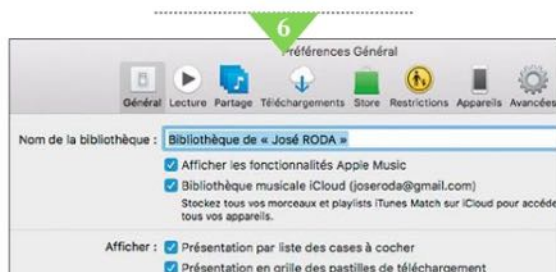 6
Préférences Général
Général Lecture Partage Téléchargements Store Restrictions Appareils Avancées
Nom de la bibliothèque : Bibliothèque de « José RODA »
Afficher les fonctionnalités Apple Music
Bibliothèque musicale iCloud (joseroda@gmail.com)
Stockez tous vos morceaux et playlists iTunes Match sur iCloud pour accéde
tous vos appareils.
Afficher : Présentation par liste des cases à cocher
Présentation en grille des pastilles de téléchargement